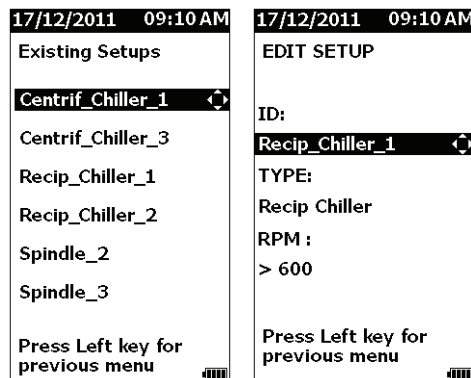 17/12/2011 09:10 AM
Existing Setups
Centrif_Chiller_1
Centrif_Chiller_3
Recip_Chiller_1
Recip_Chiller_2
Spindle_2
Spindle_3
Press Left key for
previous menu
17/12/2011 09:10 AM
EDIT SETUP
ID:
Recip_Chiller_1
TYPE:
Recip Chiller
RPM :
> 600
Press Left key for
previous menu